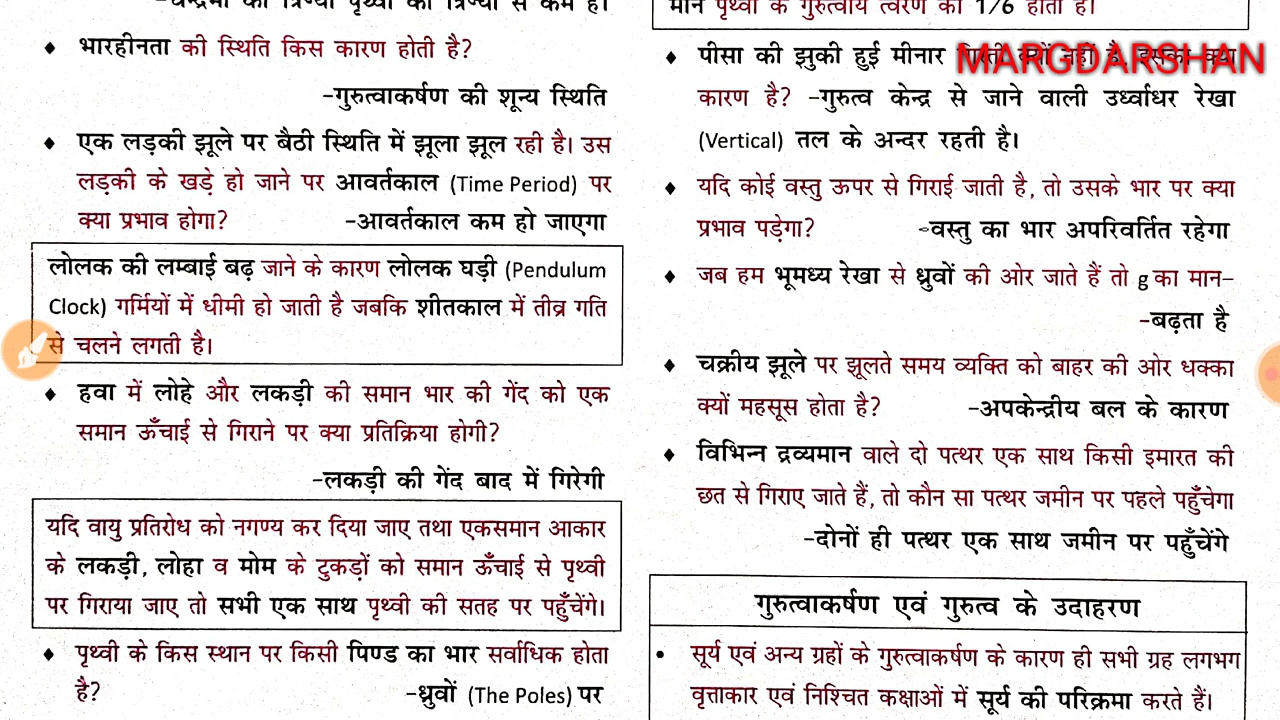 -चन्द्रमा की त्रिज्या पृथ्वी की त्रिज्या से कम है।
♦ भारहीनता की स्थिति किस कारण होती है?
-गुरुत्वाकर्षण की शून्य स्थिति
♦ एक लड़की झूले पर बैठी स्थिति में झूला झूल रही है। उस
लड़की के खड़े हो जाने पर आवर्तकाल (Time Period) पर
क्या प्रभाव होगा? -आवर्तकाल कम हो जाएगा
लोलक की लम्बाई बढ़ जाने के कारण लोलक घड़ी (Pendulum
Clock) गर्मियों में धीमी हो जाती है जबकि शीतकाल में तीव्र गति
से चलने लगती है।
♦ हवा में लोहे और लकड़ी की समान भार की गेंद को एक
समान ऊँचाई से गिराने पर क्या प्रतिक्रिया होगी?
-लकड़ी की गेंद बाद में गिरेगी
यदि वायु प्रतिरोध को नगण्य कर दिया जाए तथा एकसमान आकार
के लकड़ी, लोहा व मोम के टुकड़ों को समान ऊँचाई से पृथ्वी
पर गिराया जाए तो सभी एक साथ पृथ्वी की सतह पर पहुँचेंगे।
♦ पृथ्वी के किस स्थान पर किसी पिण्ड का भार सर्वाधिक होता
है? -ध्रुवों (The Poles) पर
मान पृथ्वी के गुरुत्वीय त्वरण का 1/6 होता है।
MARGDARSHAN
♦ पीसा की झुकी हुई मीनार
कारण है? -गुरुत्व केन्द्र से जाने वाली उर्ध्वाधर रेखा
(Vertical) तल के अन्दर रहती है।
♦ यदि कोई वस्तु ऊपर से गिराई जाती है, तो उसके भार पर क्या
प्रभाव पड़ेगा? -वस्तु का भार अपरिवर्तित रहेगा
♦ जब हम भूमध्य रेखा से ध्रुवों की ओर जाते हैं तो g का मान-
-बढ़ता है
♦ चक्रीय झूले पर झूलते समय व्यक्ति को बाहर की ओर धक्का
क्यों महसूस होता है? -अपकेन्द्रीय बल के कारण
♦ विभिन्न द्रव्यमान वाले दो पत्थर एक साथ किसी इमारत की
छत से गिराए जाते हैं, तो कौन सा पत्थर जमीन पर पहले पहुँचेगा
-दोनों ही पत्थर एक साथ जमीन पर पहुँचेंगे
गुरुत्वाकर्षण एवं गुरुत्व के उदाहरण
• सूर्य एवं अन्य ग्रहों के गुरुत्वाकर्षण के कारण ही सभी ग्रह लगभग
वृत्ताकार एवं निश्चित कक्षाओं में सूर्य की परिक्रमा करते हैं।